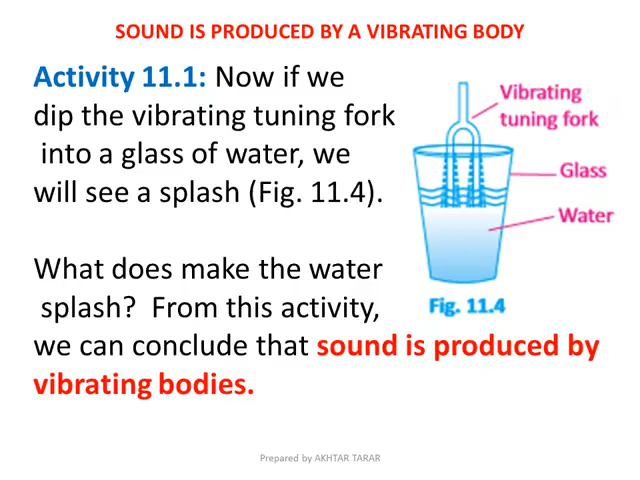 SOUND IS PRODUCED BY A VIBRATING BODY
Activity 11.1: Now if we
dip the vibrating tuning fork
into a glass of water, we
will see a splash (Fig. 11.4).
What does make the water
splash? From this activity,
we can conclude that sound is produced by
vibrating bodies.
Vibrating
tuning fork
Glass
Water
Fig. 11.4
Prepared by AKHTAR TARAR